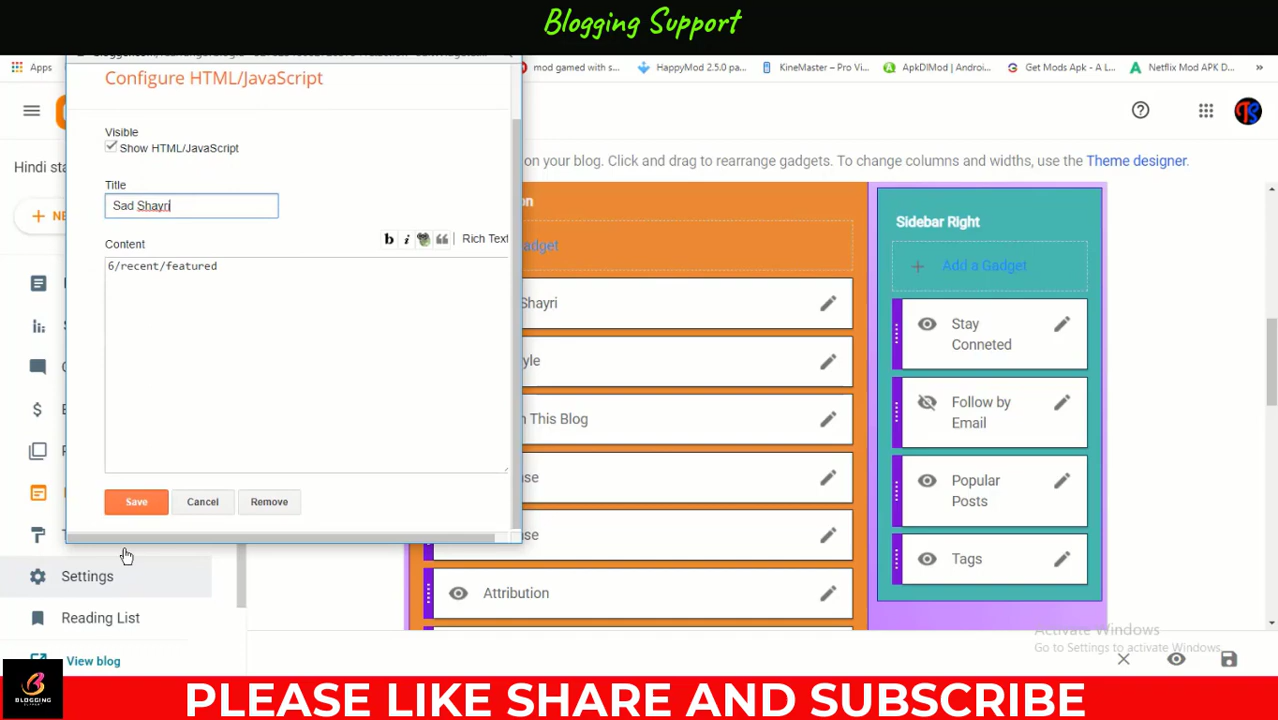 Blogging Support
Apps
mod gamed with s...
HappyMod 2.5.0 pa...
KineMaster – Pro Vi...
ApkDlMod | Androi...
Get Mods Apk - A L...
Netflix Mod APK D...
»
Configure HTML/JavaScript
Visible
Show HTML/JavaScript
Title
Sad Shayri
Content
b i
Rich Text
6/recent/featured
Save
Cancel
Remove
Hindi sta
+ NE
on your blog. Click and drag to rearrange gadgets. To change columns and widths, use the Theme designer.
on
adget
Shayri
yle
n This Blog
se
se
Attribution
Sidebar Right
+ Add a Gadget
Stay
Conneted
Follow by
Email
Popular
Posts
Tags
Settings
Reading List
View blog
Activate Windows
Go to Settings to activate Windows.
BLOGGING
PLEASE LIKE SHARE AND SUBSCRIBE